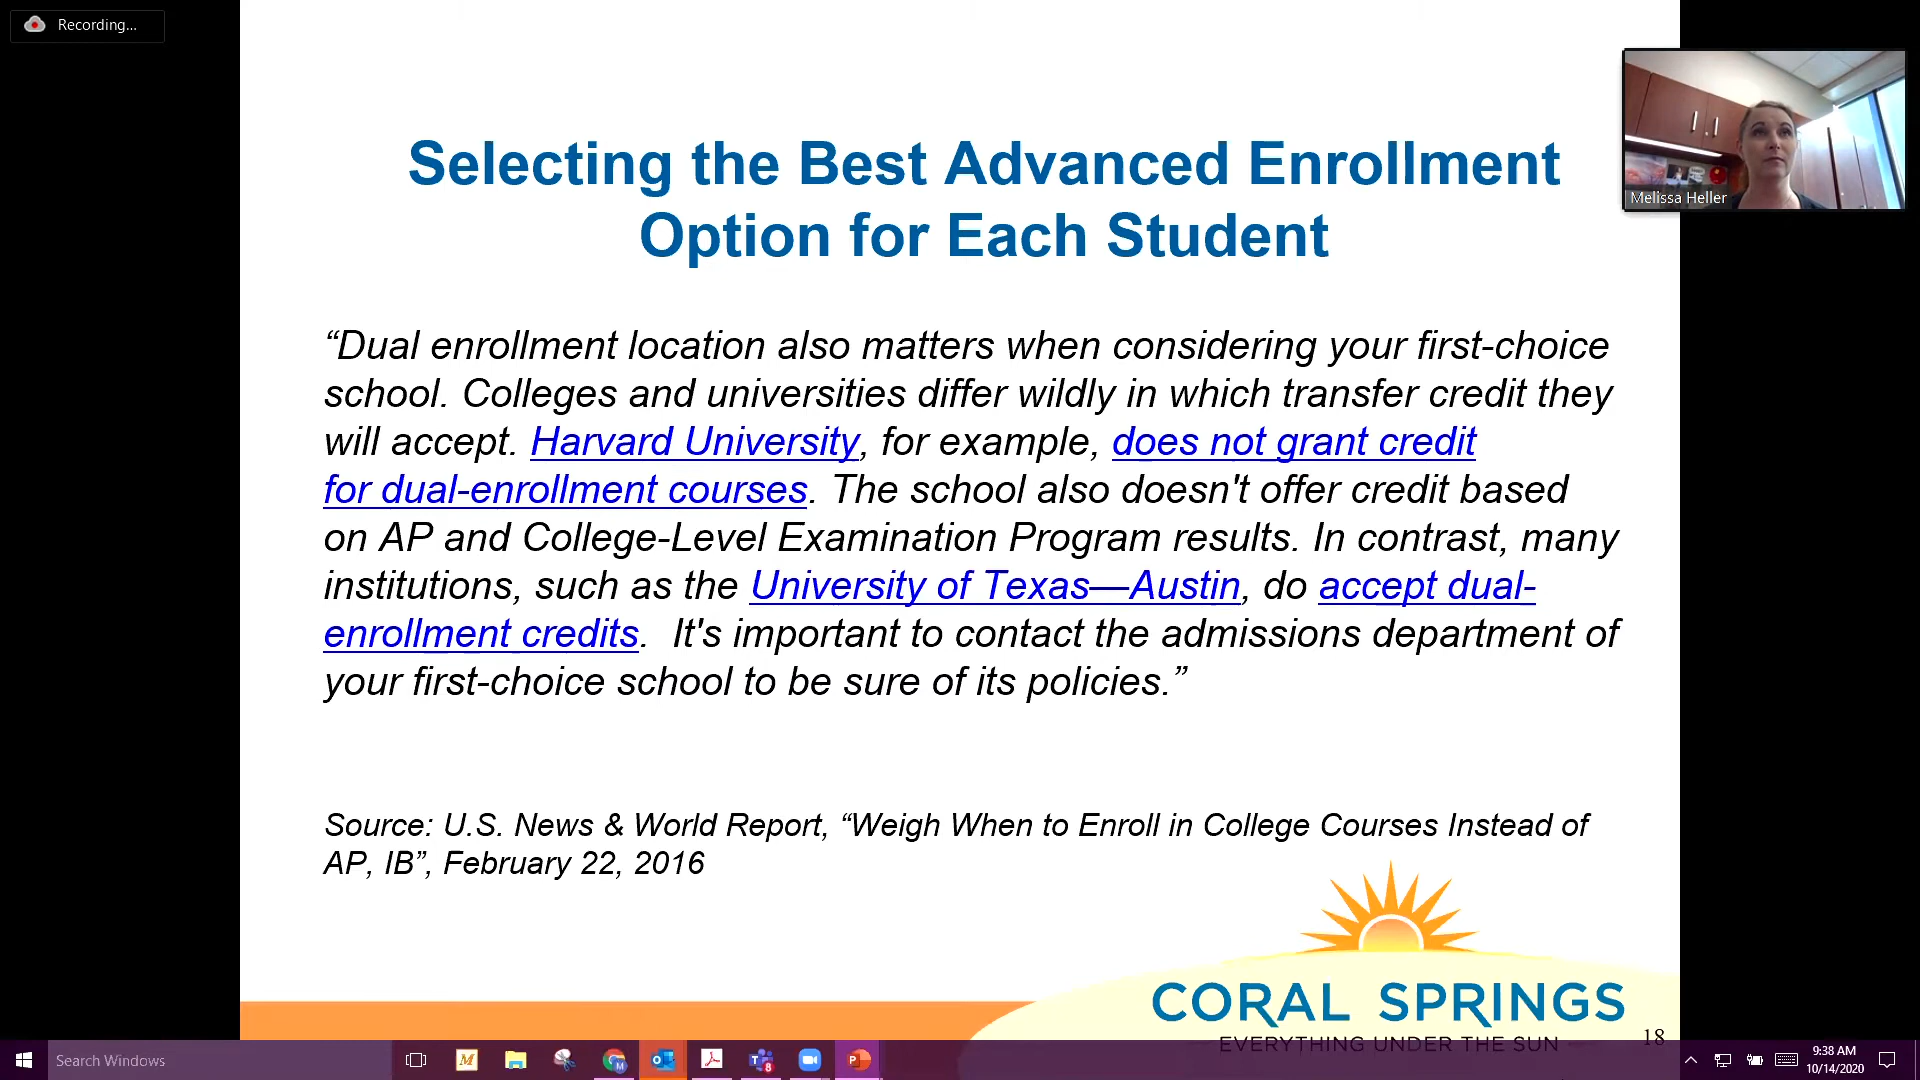 Recording...
Melissa Heller
Selecting the Best Advanced Enrollment
Option for Each Student
“Dual enrollment location also matters when considering your first-choice
school. Colleges and universities differ wildly in which transfer credit they
will accept. Harvard University, for example, does not grant credit
for dual-enrollment courses. The school also doesn't offer credit based
on AP and College-Level Examination Program results. In contrast, many
institutions, such as the University of Texas—Austin, do accept dual-
enrollment credits.  It's important to contact the admissions department of
your first-choice school to be sure of its policies.”
Source: U.S. News & World Report, “Weigh When to Enroll in College Courses Instead of
AP, IB”, February 22, 2016
CORAL SPRINGS
EVERYTHING UNDER THE SUN
18
Search Windows
9:38 AM
10/14/2020